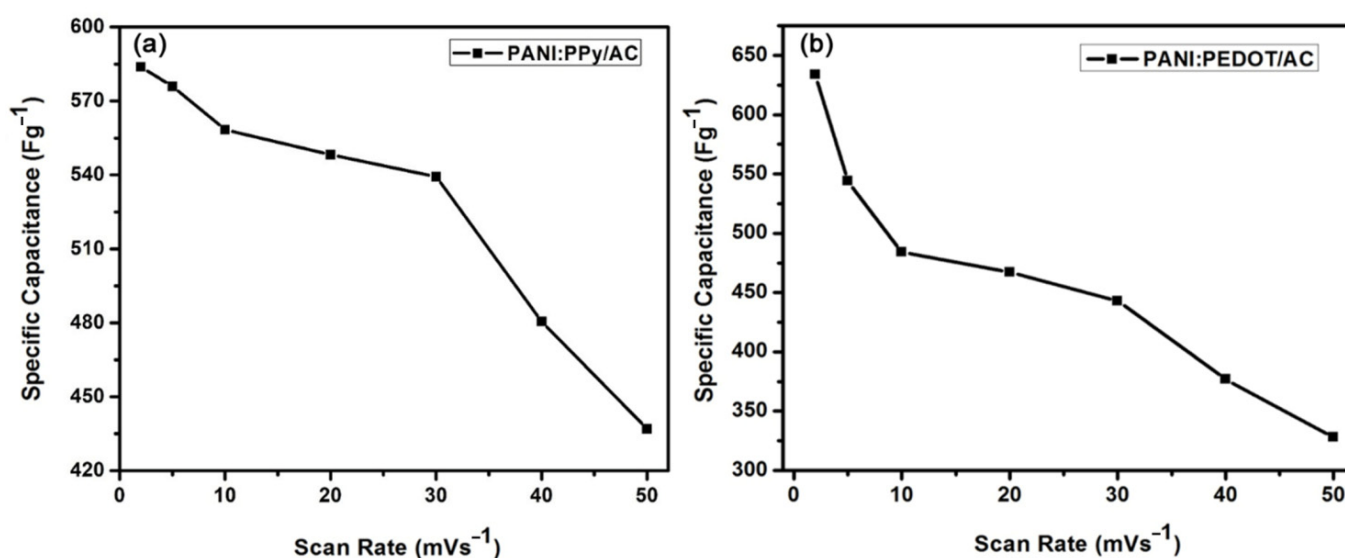 (a)
PANI:PPy/AC
Specific Capacitance (Fg⁻¹)
600
570
540
510
480
450
420
0 10 20 30 40 50
Scan Rate (mVs⁻¹)
(b)
PANI:PEDOT/AC
Specific Capacitance (Fg⁻¹)
650
600
550
500
450
400
350
300
0 10 20 30 40 50
Scan Rate (mVs⁻¹)